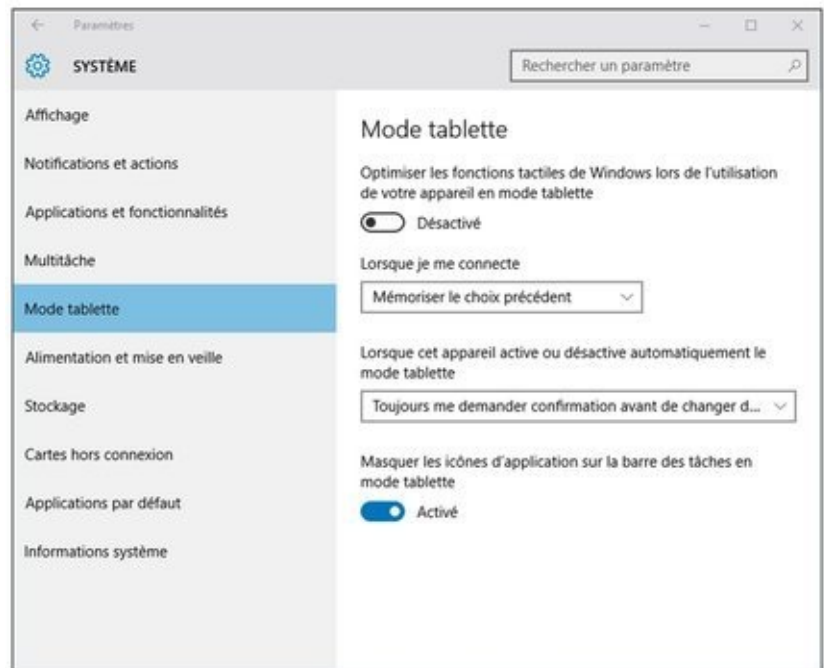 Paramètres
SYSTÈME
Rechercher un paramètre
Affichage
Notifications et actions
Applications et fonctionnalités
Multitâche
Mode tablette
Alimentation et mise en veille
Stockage
Cartes hors connexion
Applications par défaut
Informations système
Mode tablette
Optimiser les fonctions tactiles de Windows lors de l'utilisation
de votre appareil en mode tablette
Désactivé
Lorsque je me connecte
Mémoriser le choix précédent
Lorsque cet appareil active ou désactive automatiquement le
mode tablette
Toujours me demander confirmation avant de changer d...
Masquer les icônes d'application sur la barre des tâches en
mode tablette
Activé